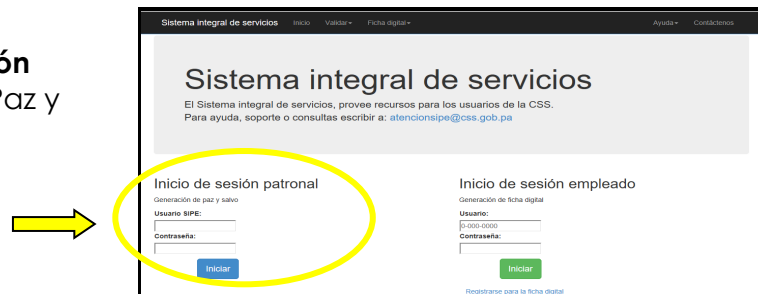 ón
Paz y
Sistema integral de servicios Inicio Validar Ficha digital Ayuda Contáctenos
Sistema integral de servicios
El Sistema integral de servicios, provee recursos para los usuarios de la CSS.
Para ayuda, soporte o consultas escribir a: atencionsipe@css.gob.pa
Inicio de sesión patronal
Generación de paz y salvo
Usuario SIPE:
Contraseña:
Iniciar
Inicio de sesión empleado
Generación de ficha digital
Usuario:
0-000-0000
Contraseña:
Iniciar
Registrarse para la ficha digital